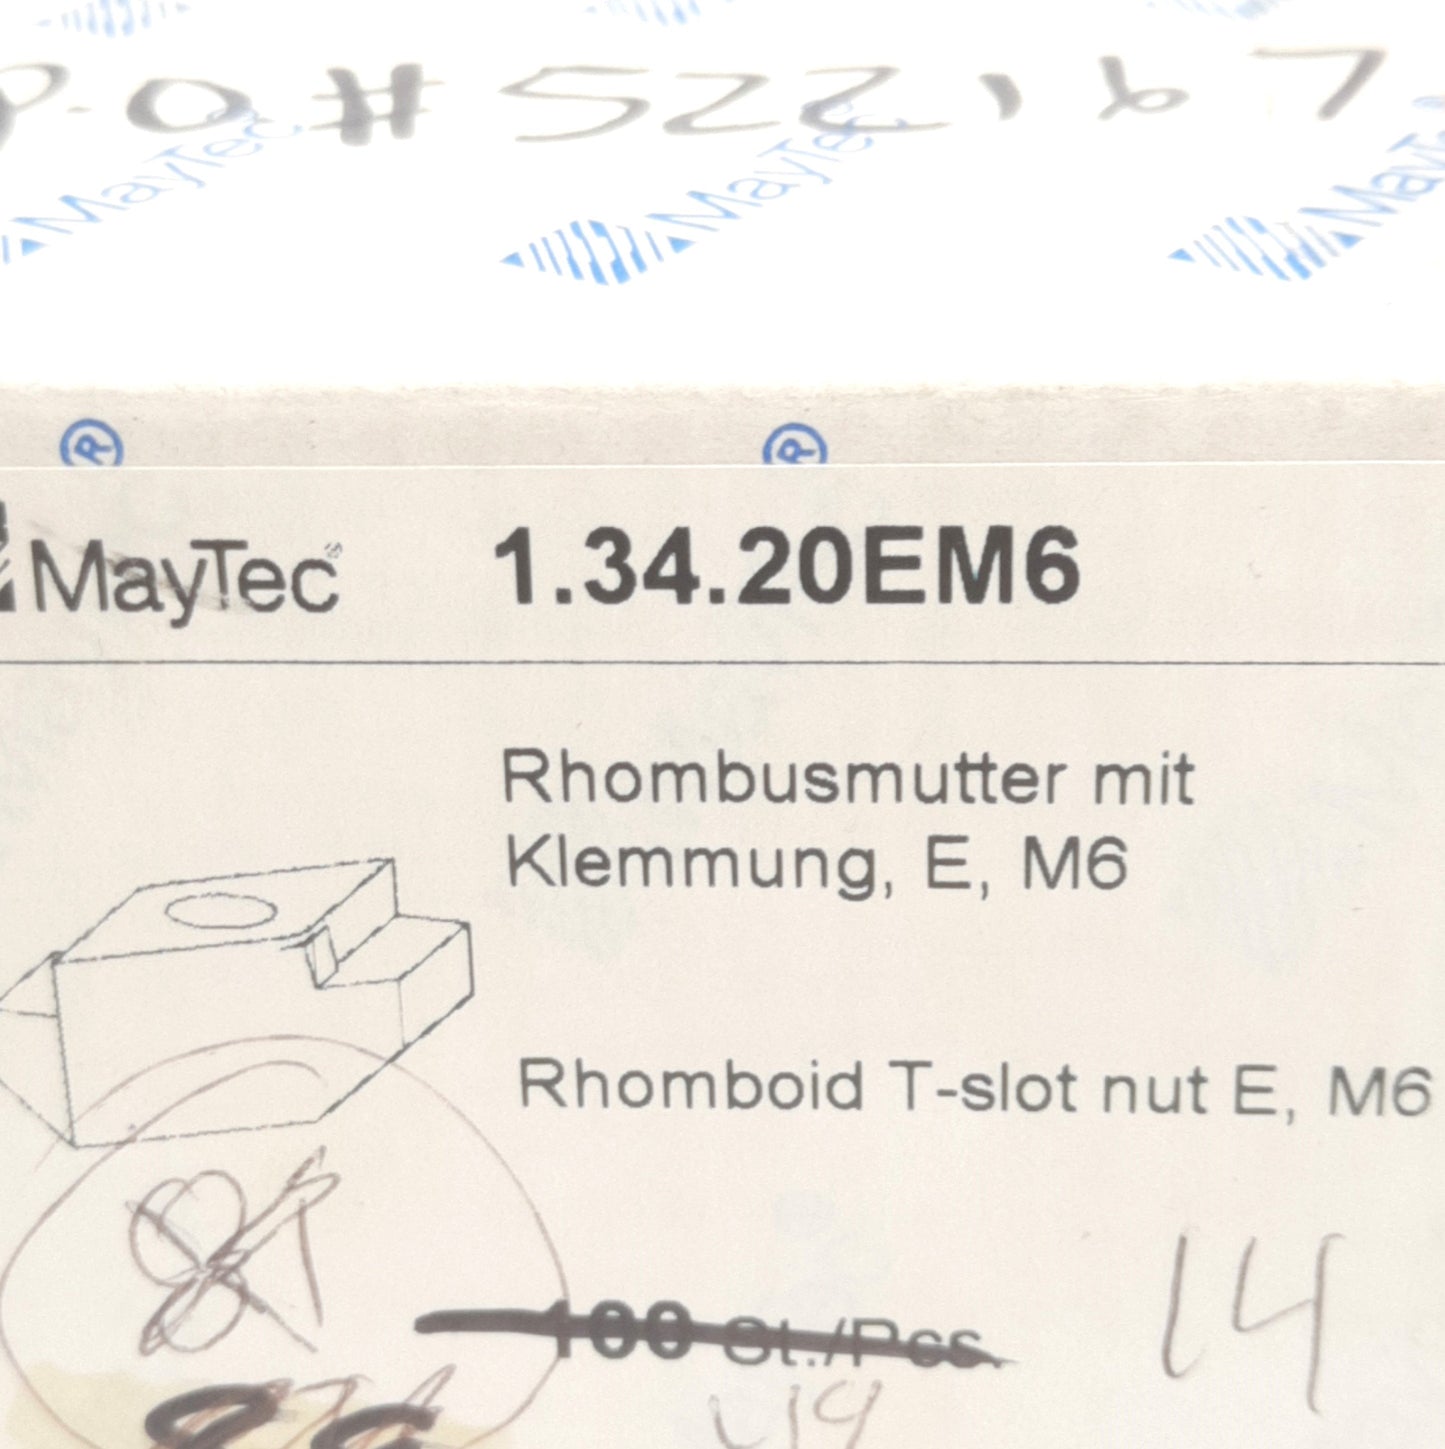 P.O # 522167
MayTec
MayTec
MayTec
®
®
MayTec® 1.34.20EM6
Rhombusmutter mit
Klemmung, E, M6
Rhomboid T-slot nut E, M6
81
14
100 St./Pcs.